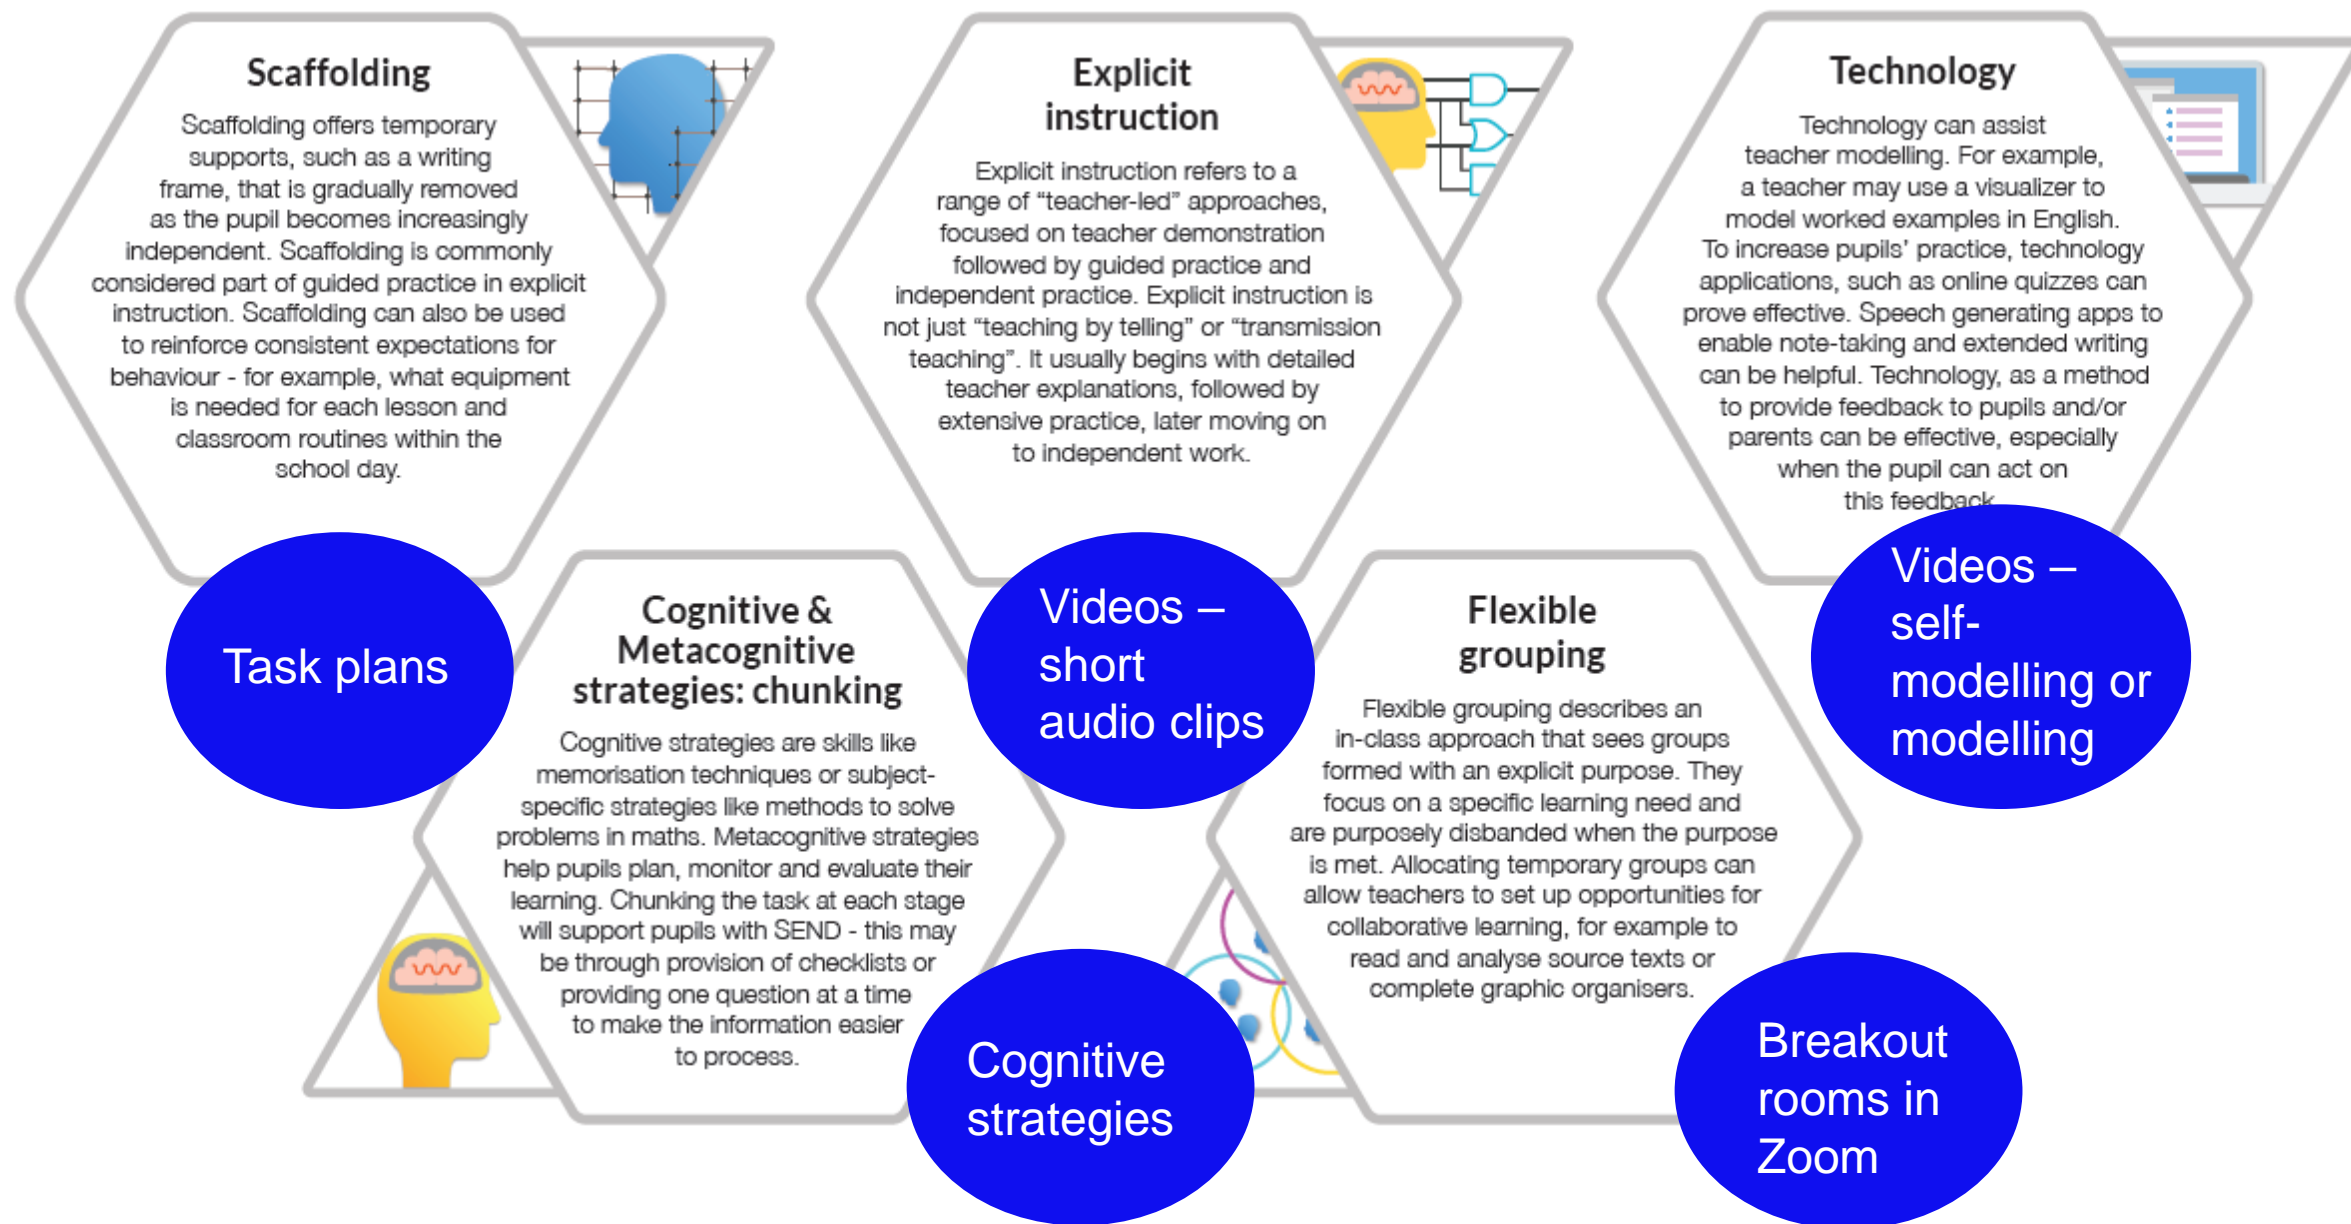 Scaffolding
Scaffolding offers temporary
supports, such as a writing
frame, that is gradually removed
as the pupil becomes increasingly
independent. Scaffolding is commonly
considered part of guided practice in explicit
instruction. Scaffolding can also be used
to reinforce consistent expectations for
behaviour - for example, what equipment
is needed for each lesson and
classroom routines within the
school day.
Task plans
Explicit
instruction
Explicit instruction refers to a
range of “teacher-led” approaches,
focused on teacher demonstration
followed by guided practice and
independent practice. Explicit instruction is
not just “teaching by telling” or “transmission
teaching”. It usually begins with detailed
teacher explanations, followed by
extensive practice, later moving on
to independent work.
Videos –
short
audio clips
Technology
Technology can assist
teacher modelling. For example,
a teacher may use a visualizer to
model worked examples in English.
To increase pupils’ practice, technology
applications, such as online quizzes can
prove effective. Speech generating apps to
enable note-taking and extended writing
can be helpful. Technology, as a method
to provide feedback to pupils and/or
parents can be effective, especially
when the pupil can act on
this feedback
Videos –
self-
modelling or
modelling
Cognitive &
Metacognitive
strategies: chunking
Cognitive strategies are skills like
memorisation techniques or subject-
specific strategies like methods to solve
problems in maths. Metacognitive strategies
help pupils plan, monitor and evaluate their
learning. Chunking the task at each stage
will support pupils with SEND - this may
be through provision of checklists or
providing one question at a time
to make the information easier
to process.
Cognitive
strategies
Flexible
grouping
Flexible grouping describes an
in-class approach that sees groups
formed with an explicit purpose. They
focus on a specific learning need and
are purposely disbanded when the purpose
is met. Allocating temporary groups can
allow teachers to set up opportunities for
collaborative learning, for example to
read and analyse source texts or
complete graphic organisers.
Breakout
rooms in
Zoom